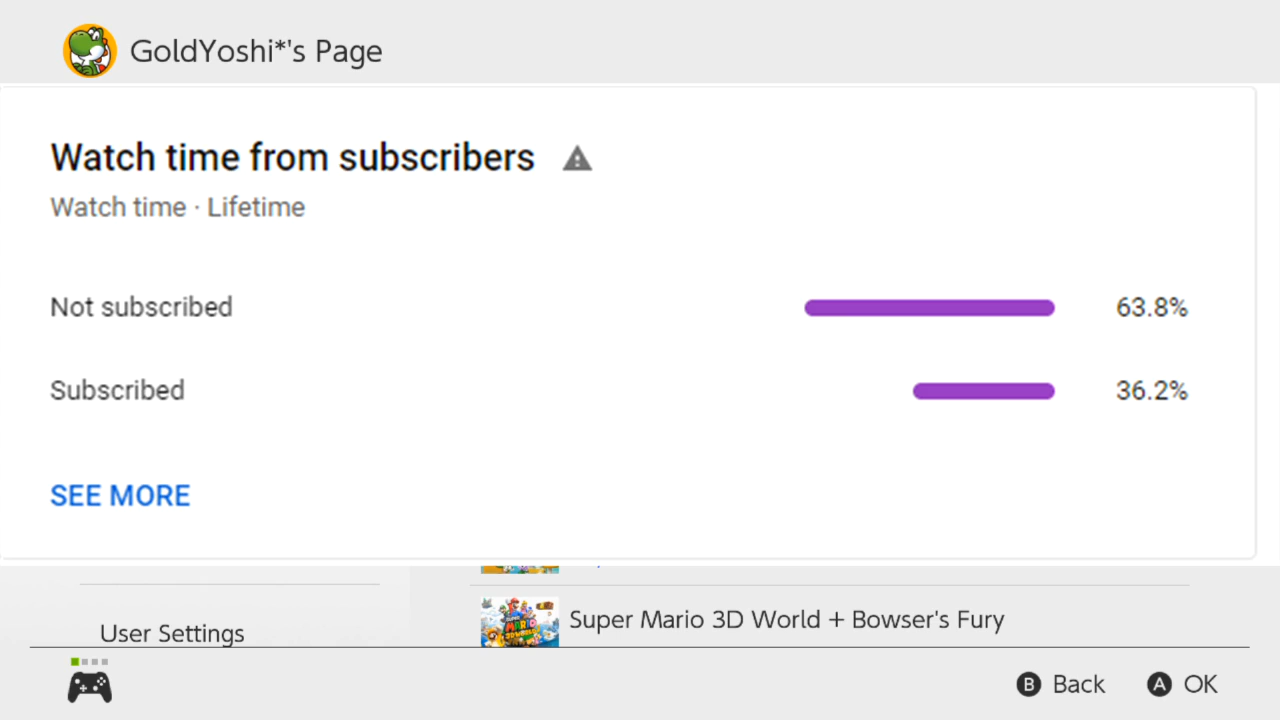 GoldYoshi*'s Page
Watch time from subscribers
Watch time · Lifetime
Not subscribed 63.8%
Subscribed 36.2%
SEE MORE
Super Mario 3D World + Bowser's Fury
User Settings
B Back A OK